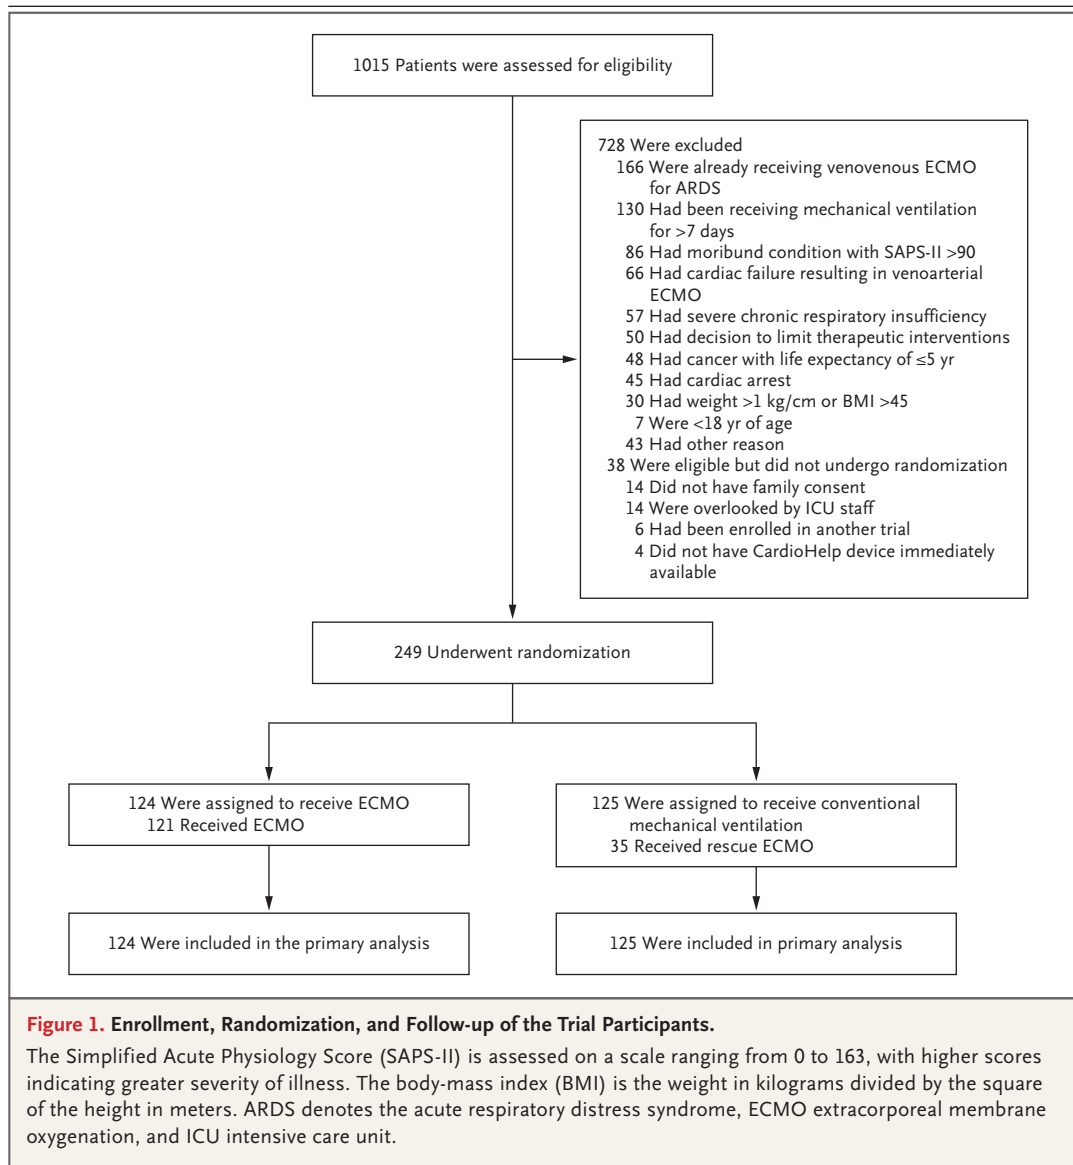 1015 Patients were assessed for eligibility
728 Were excluded
166 Were already receiving venovenous ECMO
for ARDS
130 Had been receiving mechanical ventilation
for >7 days
86 Had moribund condition with SAPS-II >90
66 Had cardiac failure resulting in venoarterial
ECMO
57 Had severe chronic respiratory insufficiency
50 Had decision to limit therapeutic interventions
48 Had cancer with life expectancy of ≤5 yr
45 Had cardiac arrest
30 Had weight >1 kg/cm or BMI >45
7 Were <18 yr of age
43 Had other reason
38 Were eligible but did not undergo randomization
14 Did not have family consent
14 Were overlooked by ICU staff
6 Had been enrolled in another trial
4 Did not have CardioHelp device immediately
available
249 Underwent randomization
124 Were assigned to receive ECMO
121 Received ECMO
125 Were assigned to receive conventional
mechanical ventilation
35 Received rescue ECMO
124 Were included in the primary analysis
125 Were included in primary analysis
Figure 1. Enrollment, Randomization, and Follow-up of the Trial Participants.
The Simplified Acute Physiology Score (SAPS-II) is assessed on a scale ranging from 0 to 163, with higher scores
indicating greater severity of illness. The body-mass index (BMI) is the weight in kilograms divided by the square
of the height in meters. ARDS denotes the acute respiratory distress syndrome, ECMO extracorporeal membrane
oxygenation, and ICU intensive care unit.